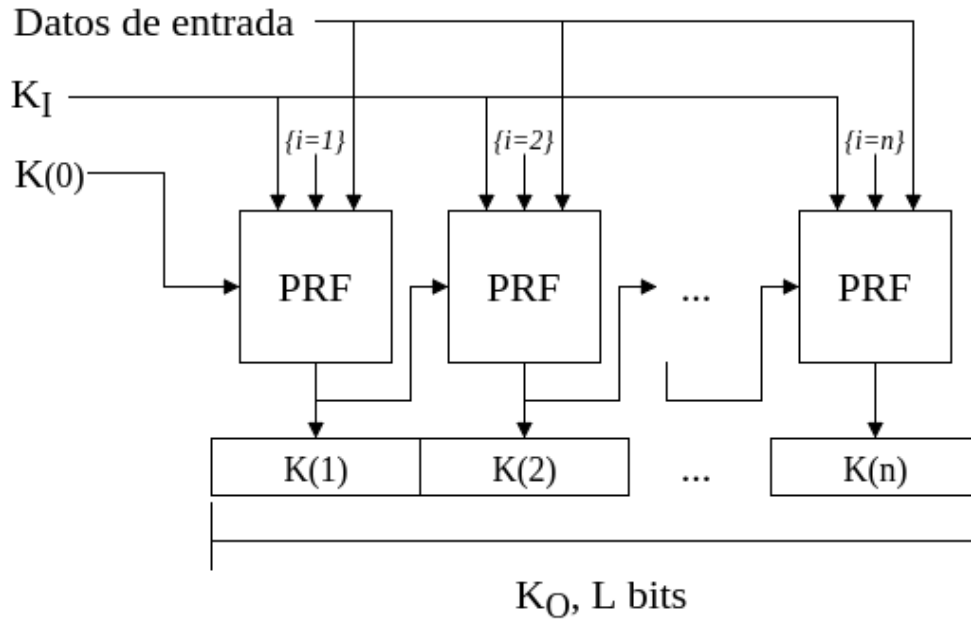 Datos de entrada
K_I
{i=1} {i=2} {i=n}
K(0)
PRF PRF ... PRF
K(1) K(2) ... K(n)
K_O, L bits